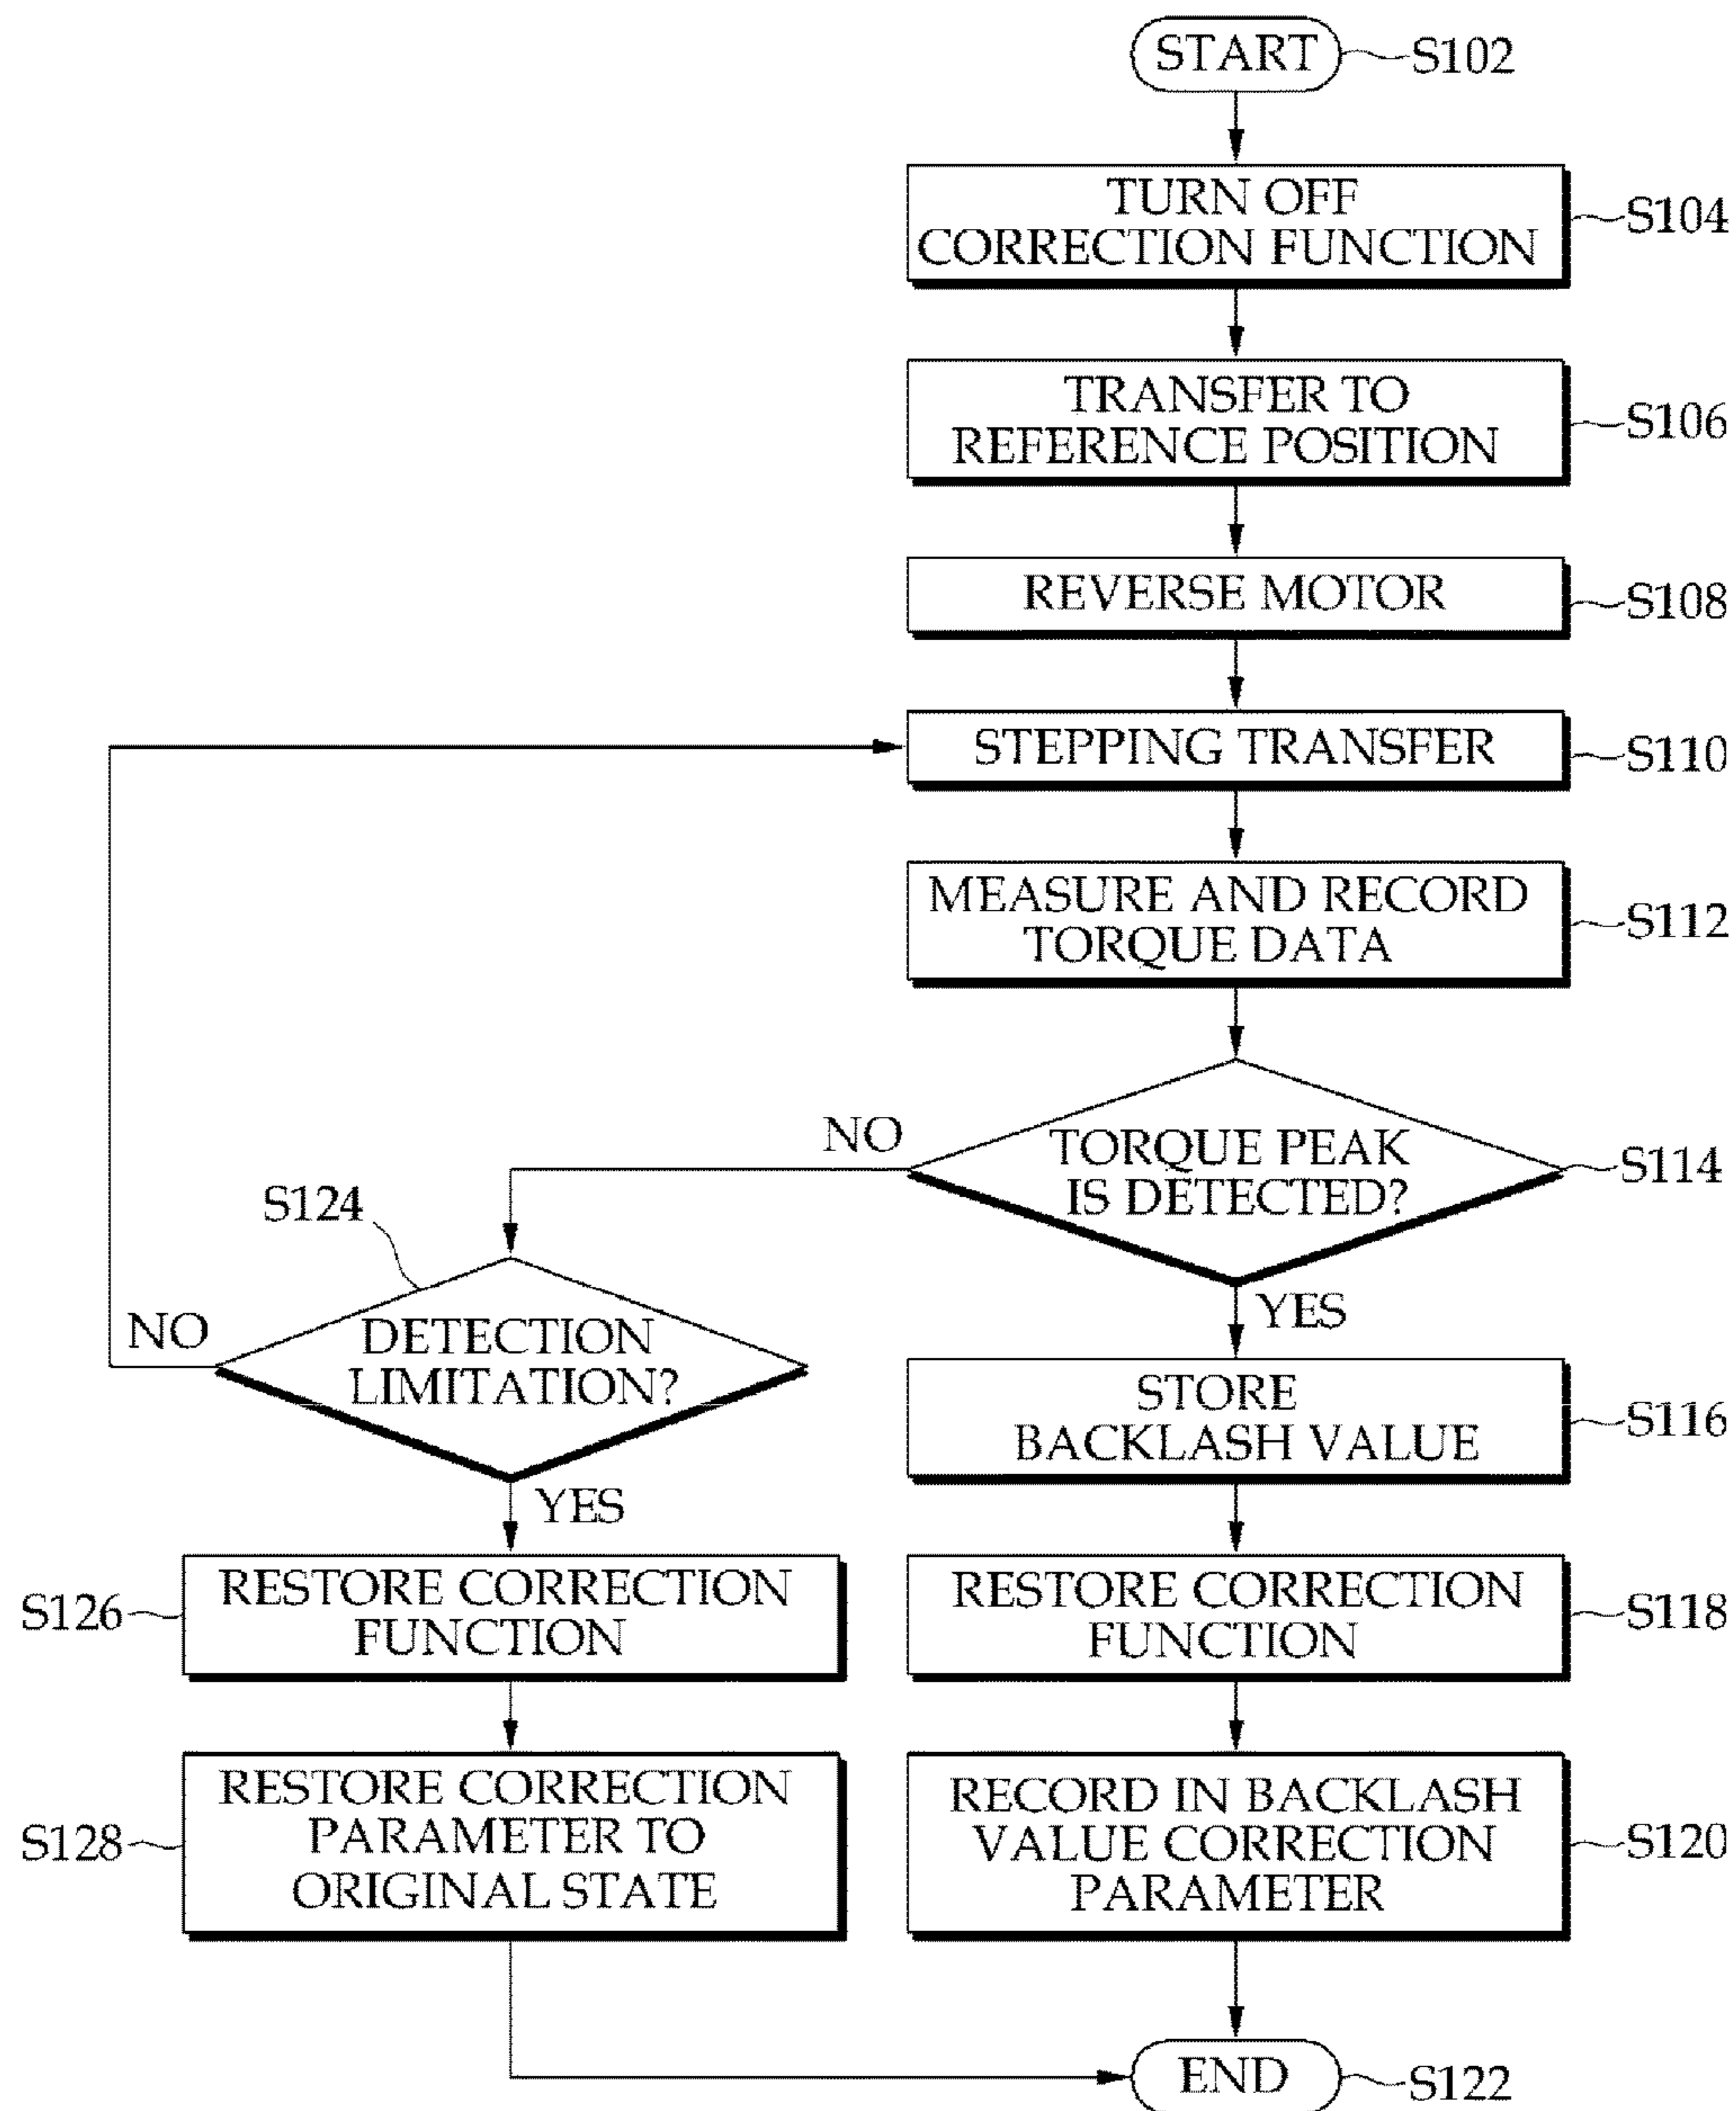 START
S102
TURN OFF
CORRECTION FUNCTION
S104
TRANSFER TO
REFERENCE POSITION
S106
REVERSE MOTOR
S108
STEPPING TRANSFER
S110
MEASURE AND RECORD
TORQUE DATA
S112
NO
TORQUE PEAK
IS DETECTED?
S114
S124
YES
NO
DETECTION
LIMITATION?
STORE
BACKLASH VALUE
S116
YES
S126
RESTORE CORRECTION
FUNCTION
RESTORE CORRECTION
FUNCTION
S118
S128
RESTORE CORRECTION
PARAMETER TO
ORIGINAL STATE
RECORD IN BACKLASH
VALUE CORRECTION
PARAMETER
S120
END
S122